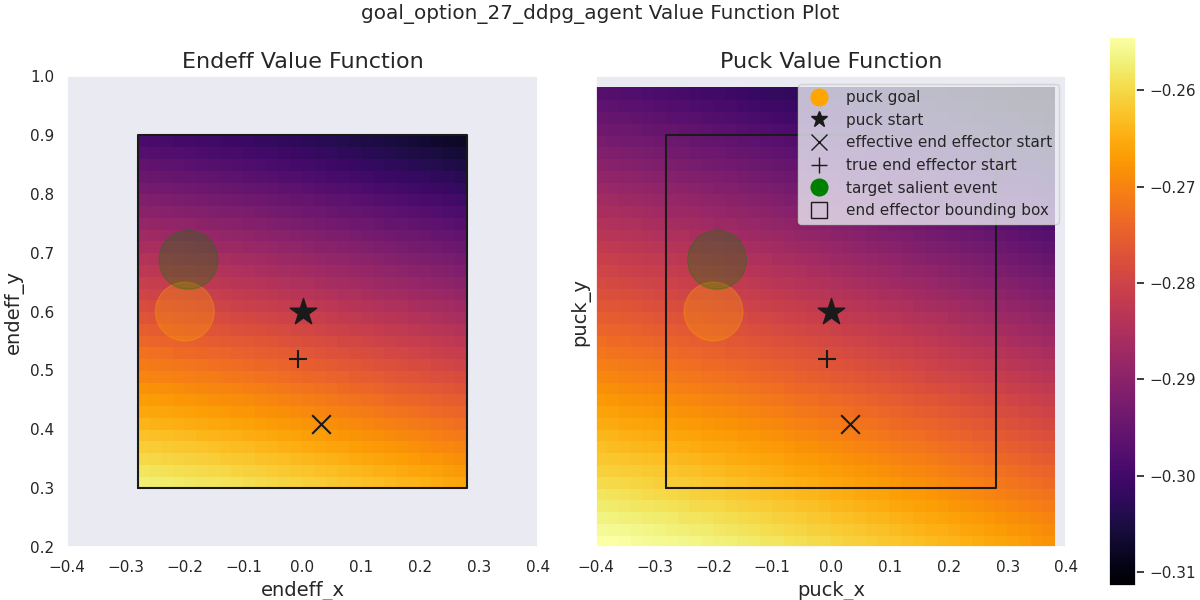 goal_option_27_ddpg_agent Value Function Plot
Endeff Value Function
1.0
0.9
0.8
0.7
0.6
0.5
0.4
0.3
0.2
endeff_y
−0.4 −0.3 −0.2 −0.1 0.0 0.1 0.2 0.3 0.4
endeff_x
Puck Value Function
puck goal
puck start
effective end effector start
true end effector start
target salient event
end effector bounding box
puck_y
−0.4 −0.3 −0.2 −0.1 0.0 0.1 0.2 0.3 0.4
puck_x
−0.26
−0.27
−0.28
−0.29
−0.30
−0.31